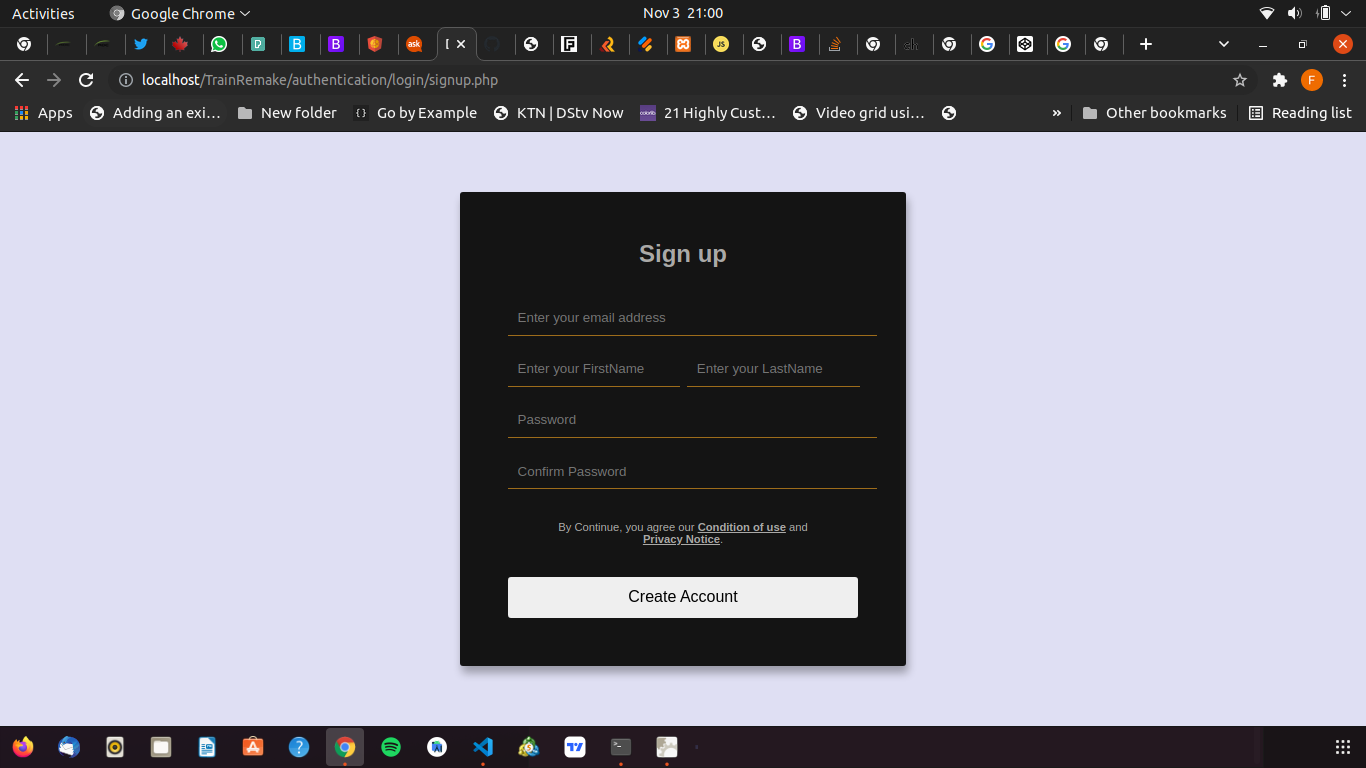 Activities Google Chrome Nov 3 21:00
B B ask [ JS B
localhost/TrainRemake/authentication/login/signup.php F
Apps Adding an exi… New folder Go by Example KTN | DStv Now 21 Highly Cust… Video grid usi… » Other bookmarks Reading list
Sign up
Enter your email address
Enter your FirstName Enter your LastName
Password
Confirm Password
By Continue, you agree our Condition of use and
Privacy Notice.
Create Account